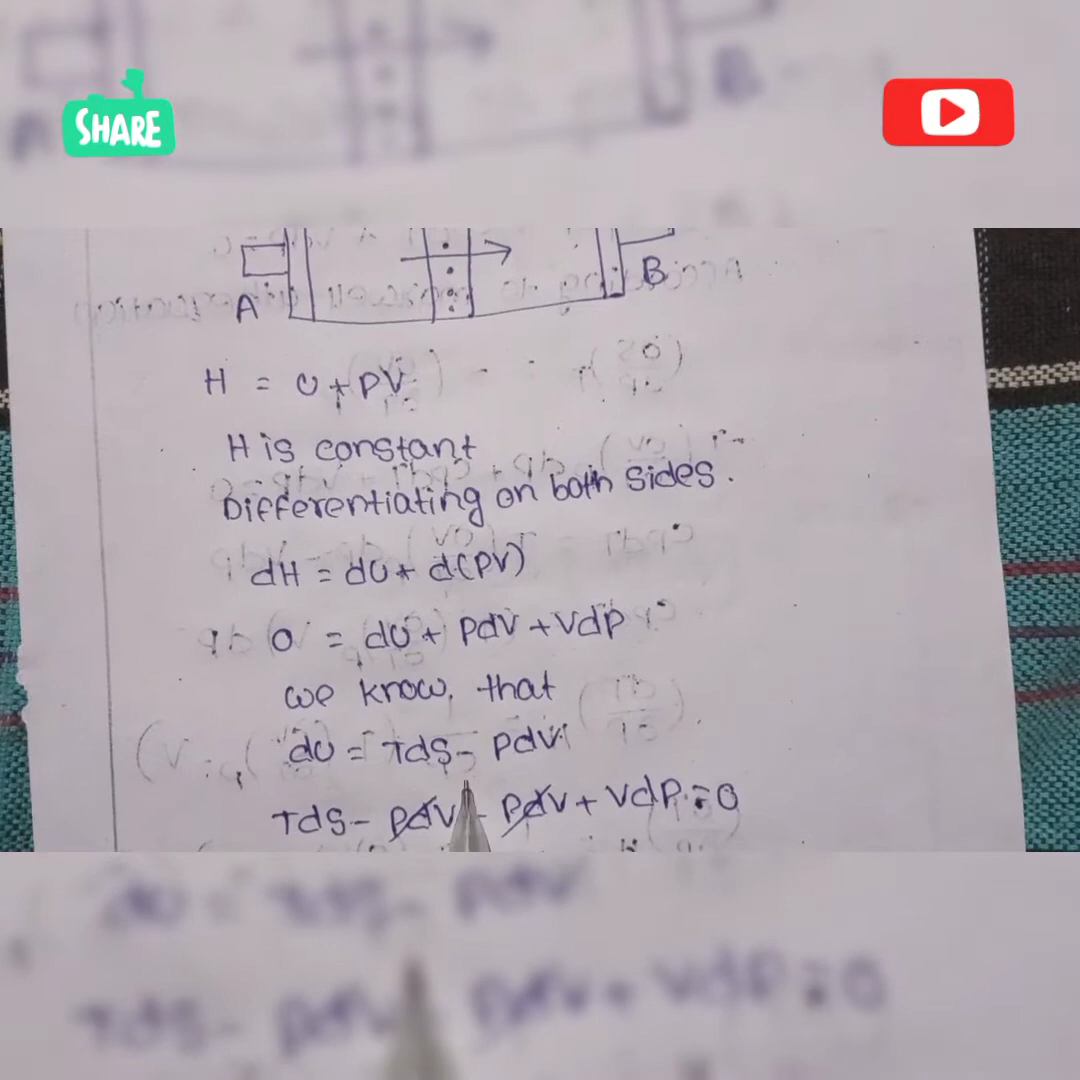 SHARE
A
B
H = U + PV
H is constant
Differentiating on both sides.
dH = dU + d(PV)
0 = dU + PdV + VdP
we know, that
dU = TdS - PdV
TdS - PdV - PdV + VdP = 0